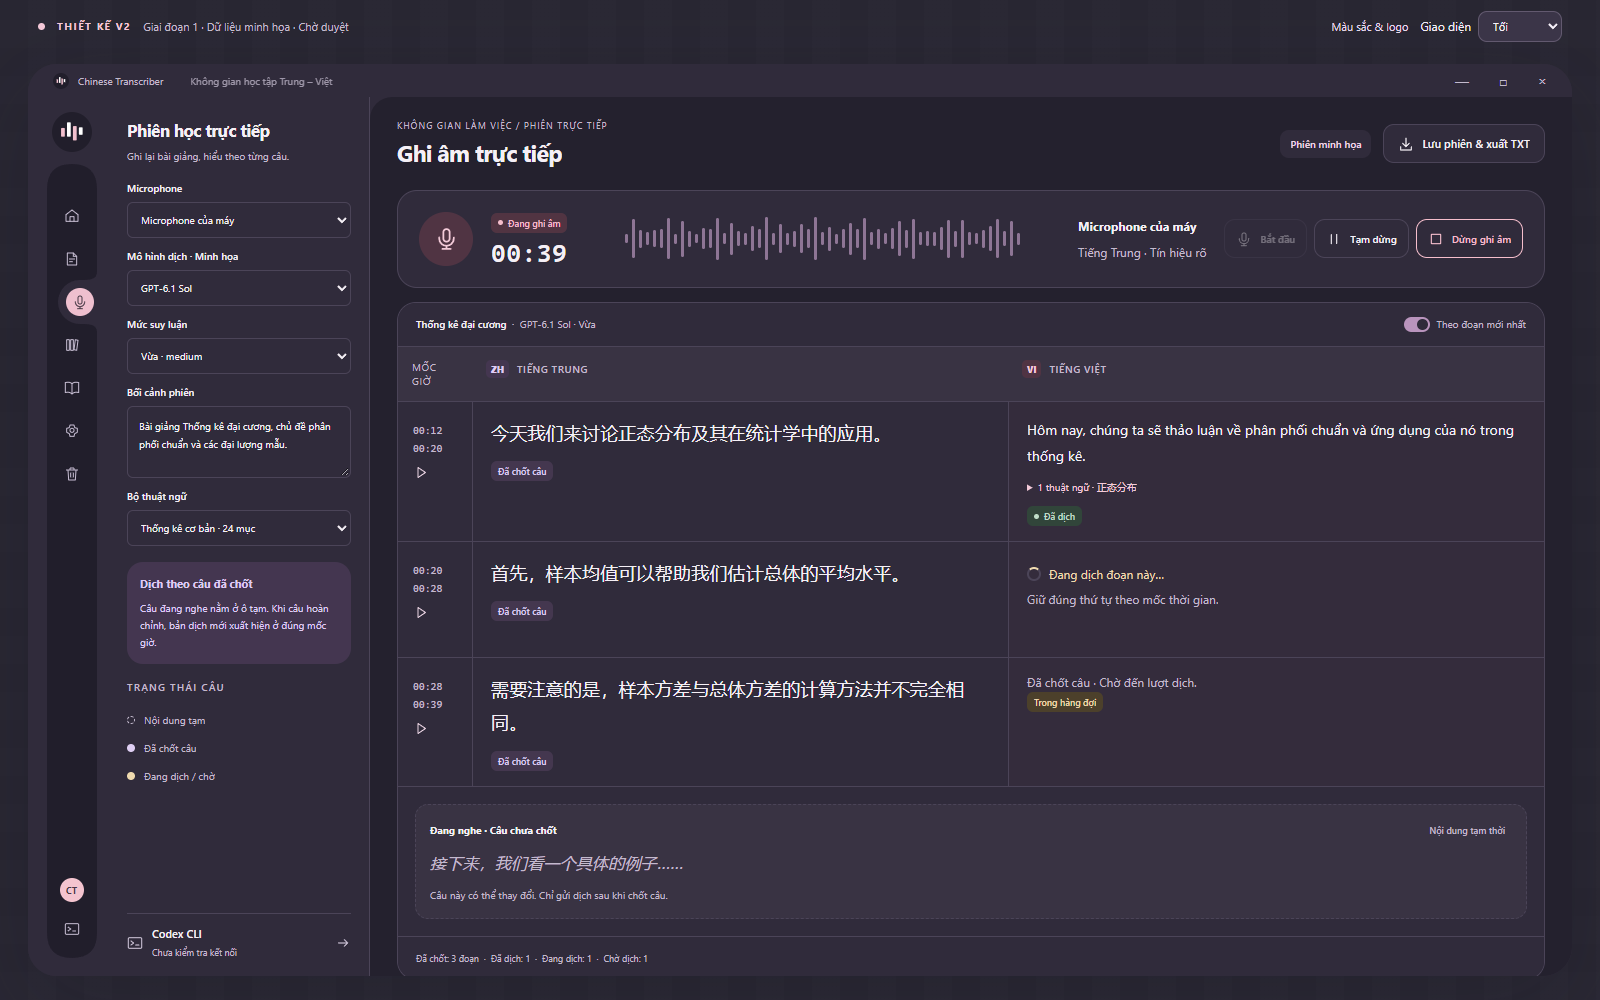 THIẾT KẾ V2 Giai đoạn 1 · Dữ liệu minh họa · Chờ duyệt
Màu sắc & logo Giao diện Tối
Chinese Transcriber Không gian học tập Trung – Việt
Phiên học trực tiếp
Ghi lại bài giảng, hiểu theo từng câu.
Microphone
Microphone của máy
Mô hình dịch · Minh họa
GPT-6.1 Sol
Mức suy luận
Vừa · medium
Bối cảnh phiên
Bài giảng Thống kê đại cương, chủ đề phân
phối chuẩn và các đại lượng mẫu.
Bộ thuật ngữ
Thống kê cơ bản · 24 mục
Dịch theo câu đã chốt
Câu đang nghe nằm ở ô tạm. Khi câu hoàn
chỉnh, bản dịch mới xuất hiện ở đúng mốc
giờ.
TRẠNG THÁI CÂU
Nội dung tạm
Đã chốt câu
Đang dịch / chờ
CT
Codex CLI
Chưa kiểm tra kết nối
KHÔNG GIAN LÀM VIỆC / PHIÊN TRỰC TIẾP
Ghi âm trực tiếp
Phiên minh họa
Lưu phiên & xuất TXT
Đang ghi âm
00:39
Microphone của máy
Tiếng Trung · Tín hiệu rõ
Bắt đầu
Tạm dừng
Dừng ghi âm
Thống kê đại cương · GPT-6.1 Sol · Vừa
Theo đoạn mới nhất
MỐC
GIỜ
ZH TIẾNG TRUNG
VI TIẾNG VIỆT
00:12
00:20
今天我们来讨论正态分布及其在统计学中的应用。
Đã chốt câu
Hôm nay, chúng ta sẽ thảo luận về phân phối chuẩn và ứng dụng của nó trong
thống kê.
1 thuật ngữ · 正态分布
Đã dịch
00:20
00:28
首先，样本均值可以帮助我们估计总体的平均水平。
Đã chốt câu
Đang dịch đoạn này...
Giữ đúng thứ tự theo mốc thời gian.
00:28
00:39
需要注意的是，样本方差与总体方差的计算方法并不完全相
同。
Đã chốt câu
Đã chốt câu · Chờ đến lượt dịch.
Trong hàng đợi
Đang nghe · Câu chưa chốt
Nội dung tạm thời
接下来，我们看一个具体的例子……
Câu này có thể thay đổi. Chỉ gửi dịch sau khi chốt câu.
Đã chốt: 3 đoạn · Đã dịch: 1 · Đang dịch: 1 · Chờ dịch: 1